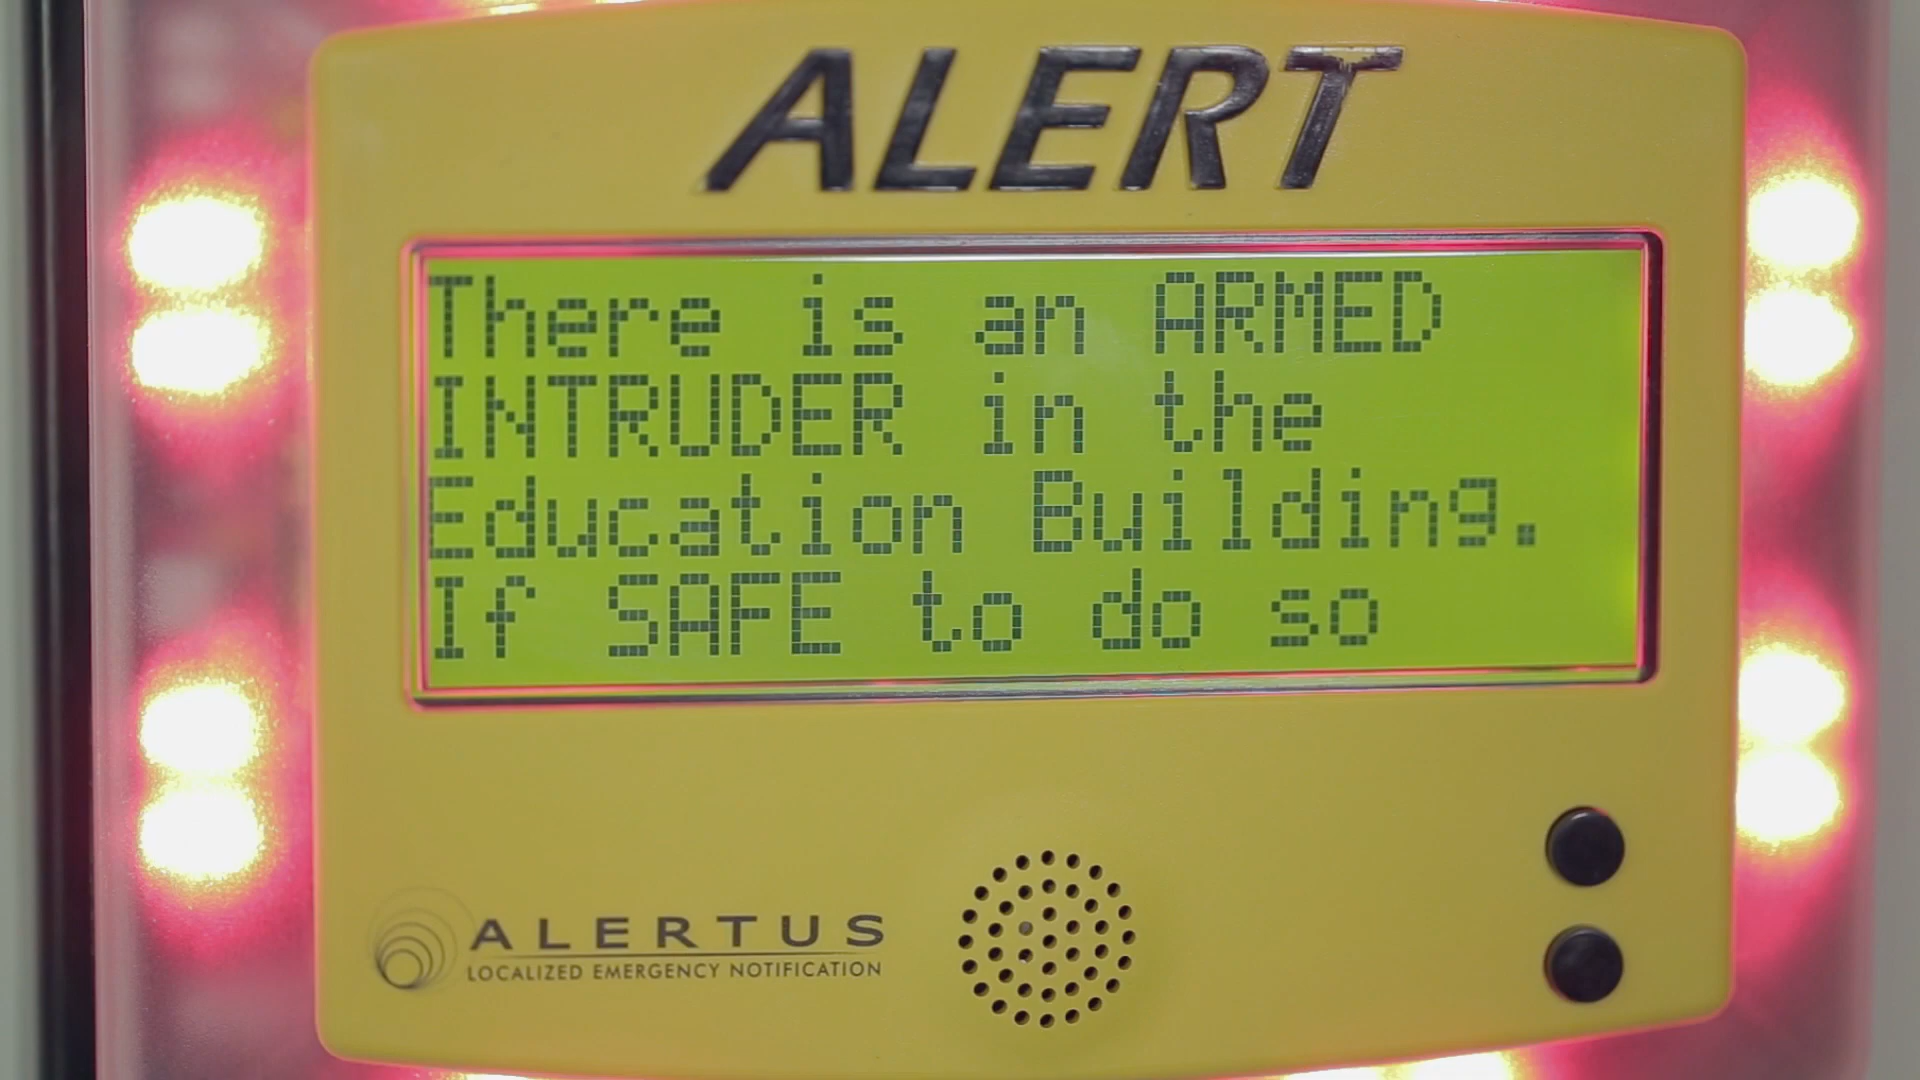 ALERT
There is an ARMED
INTRUDER in the
Education Building.
If SAFE to do so
ALERTUS
LOCALIZED EMERGENCY NOTIFICATION